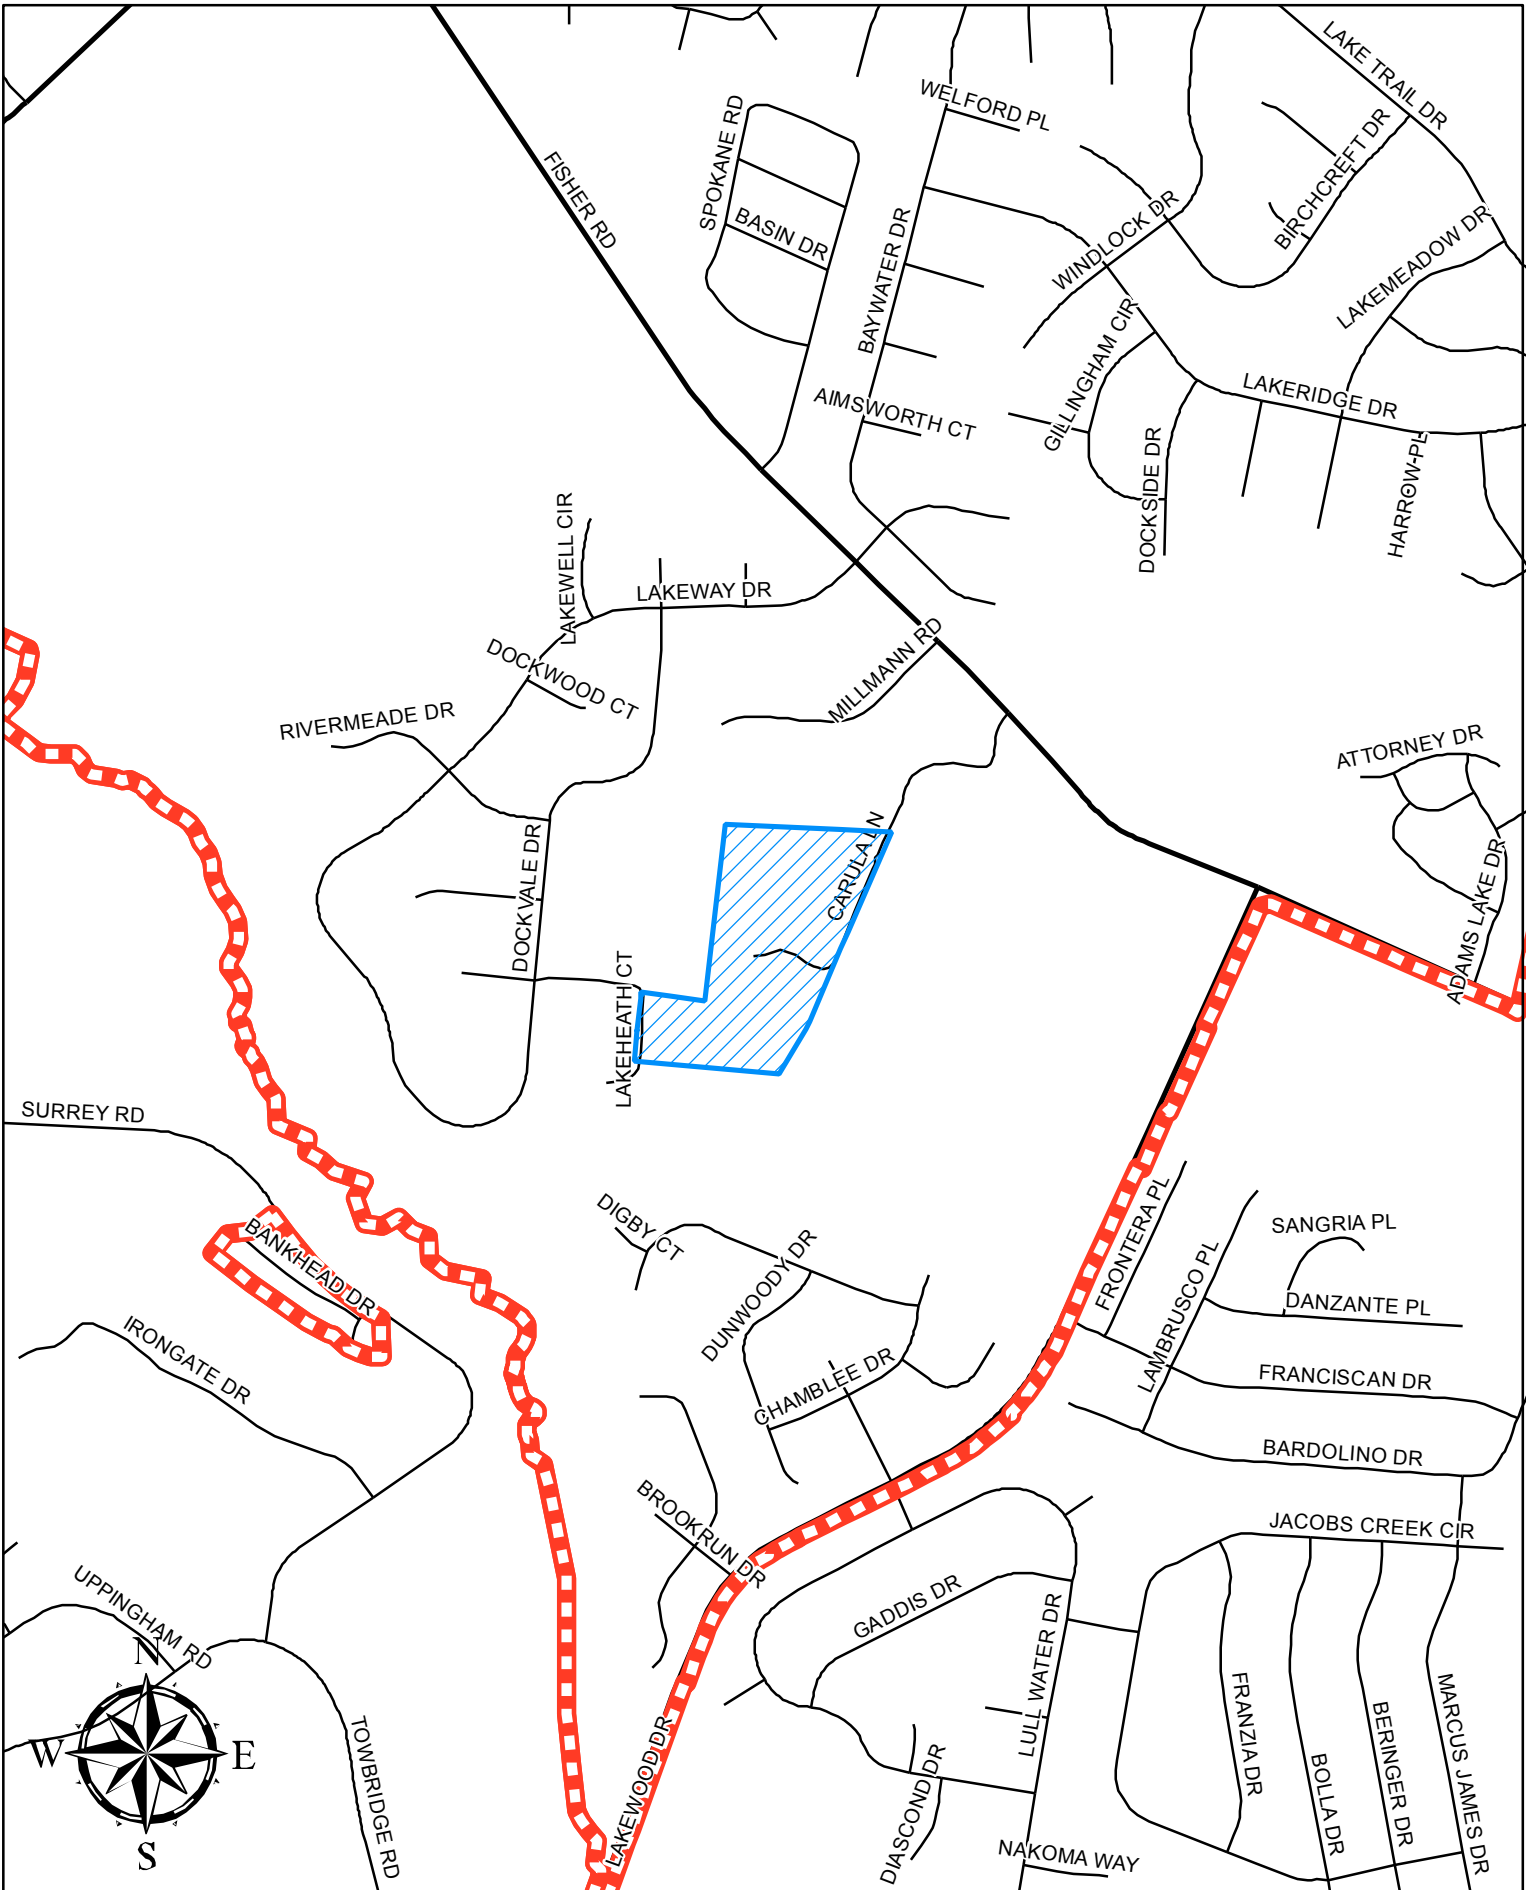 LAKE TRAIL DR
WELFORD PL
SPOKANE RD
BIRCHCREFT DR
FISHER RD
BASIN DR
BAYWATER DR
WINDLOCK DR
LAKEMEADOW DR
GILLINGHAM CIR
LAKERIDGE DR
AIMSWORTH CT
DOCKSIDE DR
HARROW PL
LAKEWELL CIR
LAKEWAY DR
DOCKWOOD CT
MILLMANN RD
RIVERMEADE DR
ATTORNEY DR
CARULA LN
DOCKVALE DR
ADAMS LAKE DR
LAKEHEATH CT
SURREY RD
FRONTERA PL
DIGBY CT
SANGRIA PL
BANKHEAD DR
DUNWOODY DR
LAMBRUSCO PL
DANZANTE PL
IRONGATE DR
CHAMBLEE DR
FRANCISCAN DR
BARDOLINO DR
BROOKRUN DR
JACOBS CREEK CIR
UPPINGHAM RD
GADDIS DR
LULL WATER DR
N
W
E
S
TOWBRIDGE RD
LAKEWOOD DR
FRANZIA DR
BOLLA DR
BERINGER DR
MARCUS JAMES DR
DIASCOND DR
NAKOMA WAY